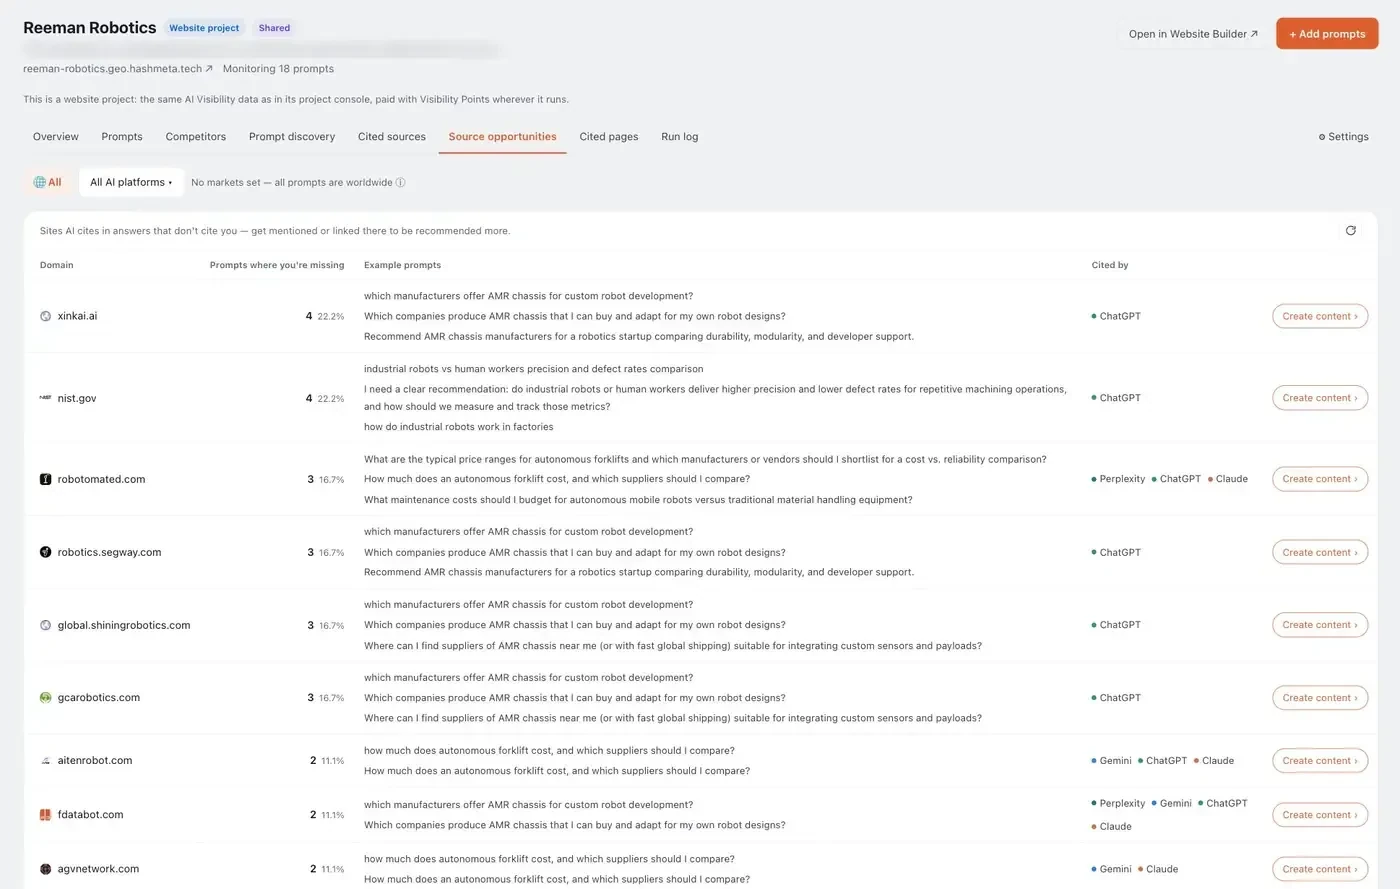 Reeman Robotics Website project Shared
Open in Website Builder ↗ + Add prompts
reeman-robotics.geo.hashmeta.tech ↗ Monitoring 18 prompts
This is a website project: the same AI Visibility data as in its project console, paid with Visibility Points wherever it runs.
Overview Prompts Competitors Prompt discovery Cited sources Source opportunities Cited pages Run log Settings
All All AI platforms No markets set — all prompts are worldwide
Sites AI cites in answers that don't cite you — get mentioned or linked there to be recommended more.
Domain Prompts where you're missing Example prompts Cited by
which manufacturers offer AMR chassis for custom robot development?
xinkai.ai 4 22.2% Which companies produce AMR chassis that I can buy and adapt for my own robot designs? ChatGPT Create content ›
Recommend AMR chassis manufacturers for a robotics startup comparing durability, modularity, and developer support.
industrial robots vs human workers precision and defect rates comparison
I need a clear recommendation: do industrial robots or human workers deliver higher precision and lower defect rates for repetitive machining operations,
nist.gov 4 22.2% ChatGPT Create content ›
and how should we measure and track those metrics?
how do industrial robots work in factories
What are the typical price ranges for autonomous forklifts and which manufacturers or vendors should I shortlist for a cost vs. reliability comparison?
robotomated.com 3 16.7% How much does an autonomous forklift cost, and which suppliers should I compare? Perplexity ChatGPT Claude Create content ›
What maintenance costs should I budget for autonomous mobile robots versus traditional material handling equipment?
which manufacturers offer AMR chassis for custom robot development?
robotics.segway.com 3 16.7% Which companies produce AMR chassis that I can buy and adapt for my own robot designs? ChatGPT Create content ›
Recommend AMR chassis manufacturers for a robotics startup comparing durability, modularity, and developer support.
which manufacturers offer AMR chassis for custom robot development?
global.shiningrobotics.com 3 16.7% Which companies produce AMR chassis that I can buy and adapt for my own robot designs? ChatGPT Create content ›
Where can I find suppliers of AMR chassis near me (or with fast global shipping) suitable for integrating custom sensors and payloads?
which manufacturers offer AMR chassis for custom robot development?
gcarobotics.com 3 16.7% Which companies produce AMR chassis that I can buy and adapt for my own robot designs? ChatGPT Create content ›
Where can I find suppliers of AMR chassis near me (or with fast global shipping) suitable for integrating custom sensors and payloads?
how much does autonomous forklift cost, and which suppliers should I compare?
aitenrobot.com 2 11.1% Gemini ChatGPT Claude Create content ›
How much does an autonomous forklift cost, and which suppliers should I compare?
which manufacturers offer AMR chassis for custom robot development? Perplexity Gemini ChatGPT
fdatabot.com 2 11.1% Create content ›
Which companies produce AMR chassis that I can buy and adapt for my own robot designs? Claude
how much does autonomous forklift cost, and which suppliers should I compare?
agvnetwork.com 2 11.1% Gemini Claude Create content ›
How much does an autonomous forklift cost, and which suppliers should I compare?